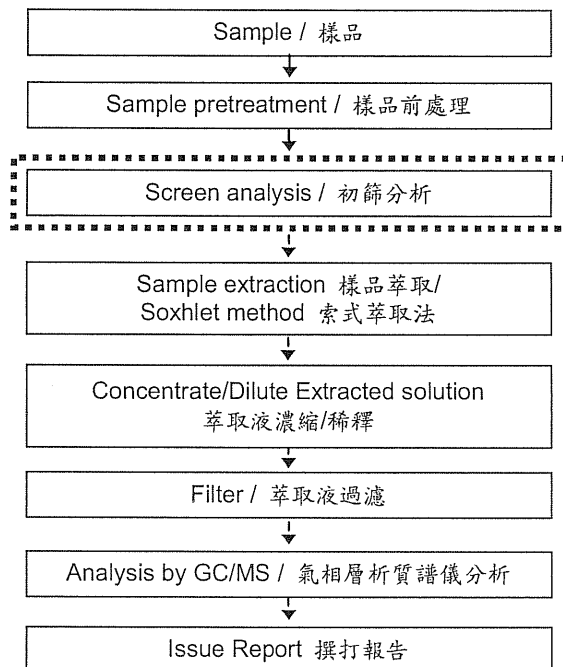 Sample / 樣品
Sample pretreatment / 樣品前處理
Screen analysis / 初篩分析
Sample extraction 樣品萃取/
Soxhlet method 索式萃取法
Concentrate/Dilute Extracted solution
萃取液濃縮/稀釋
Filter / 萃取液過濾
Analysis by GC/MS / 氣相層析質譜儀分析
Issue Report 撰打報告